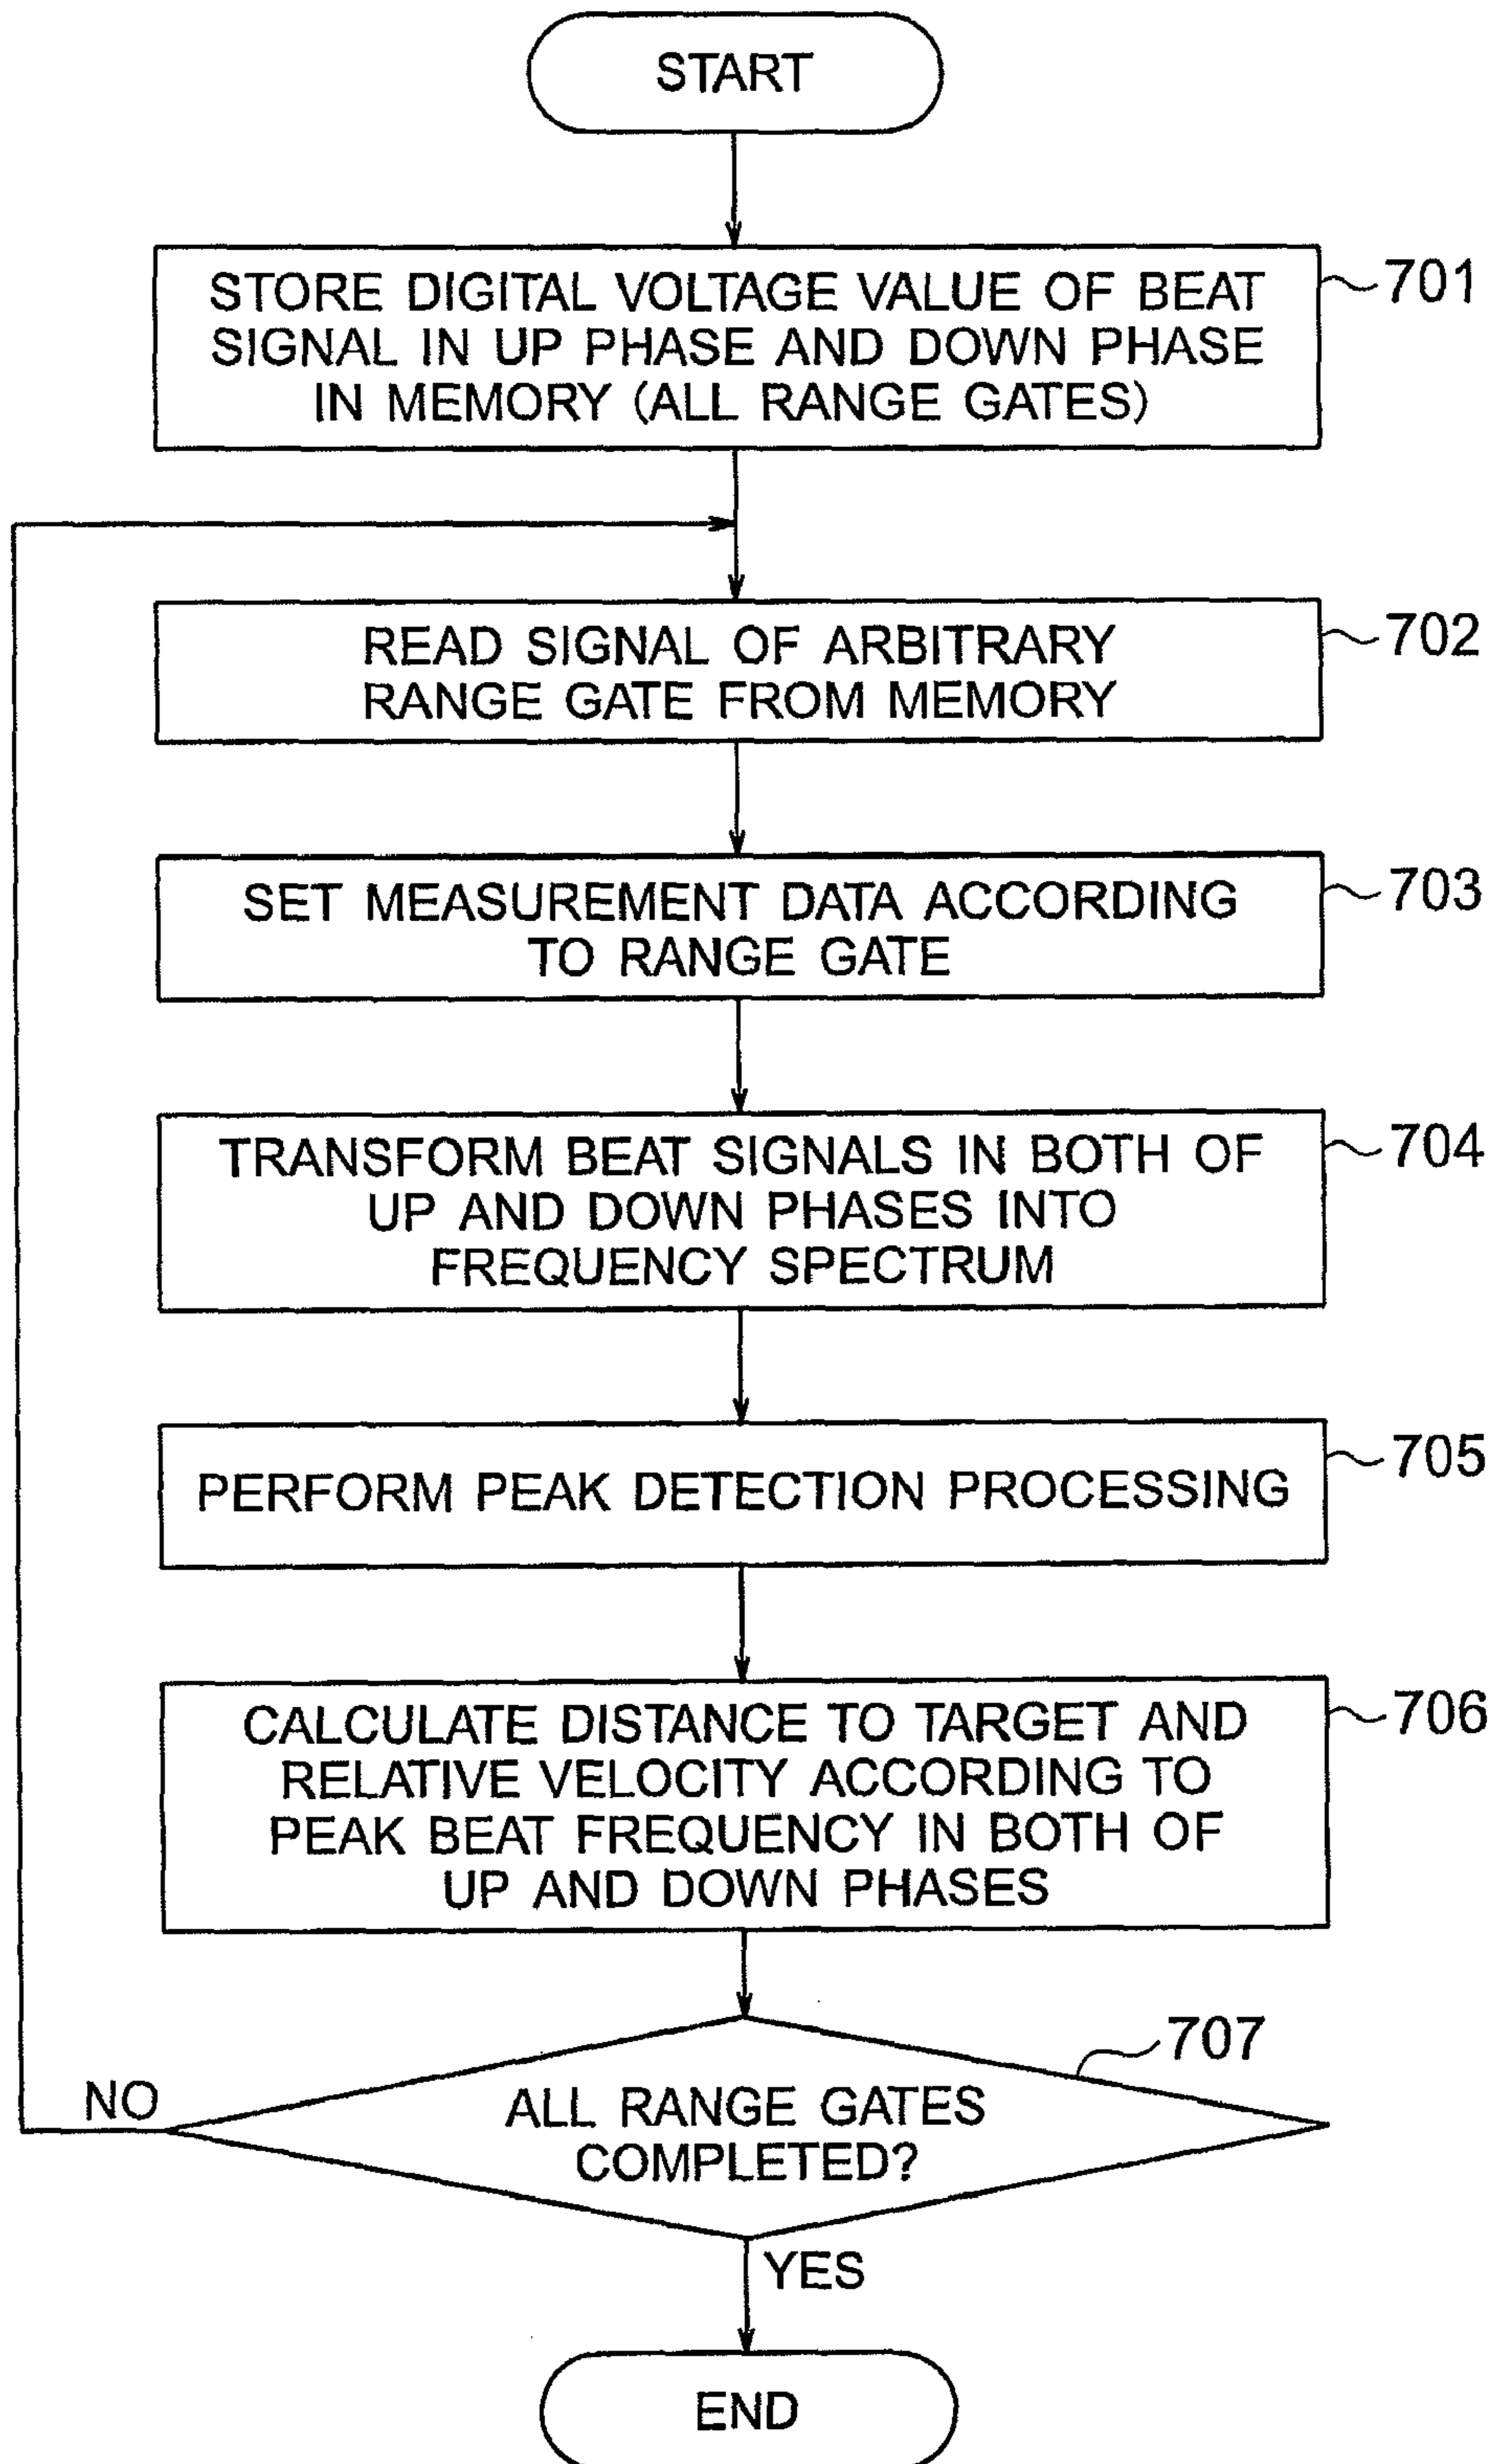 START
STORE DIGITAL VOLTAGE VALUE OF BEAT
SIGNAL IN UP PHASE AND DOWN PHASE
IN MEMORY (ALL RANGE GATES)
701
READ SIGNAL OF ARBITRARY
RANGE GATE FROM MEMORY
702
SET MEASUREMENT DATA ACCORDING
TO RANGE GATE
703
TRANSFORM BEAT SIGNALS IN BOTH OF
UP AND DOWN PHASES INTO
FREQUENCY SPECTRUM
704
PERFORM PEAK DETECTION PROCESSING
705
CALCULATE DISTANCE TO TARGET AND
RELATIVE VELOCITY ACCORDING TO
PEAK BEAT FREQUENCY IN BOTH OF
UP AND DOWN PHASES
706
ALL RANGE GATES
COMPLETED?
707
NO
YES
END